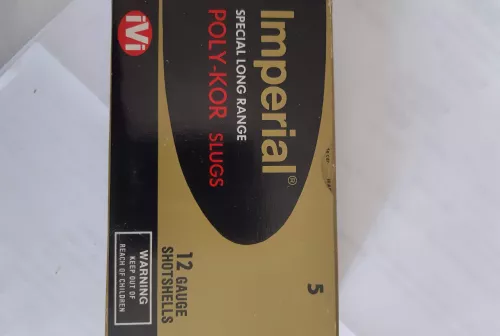 iVi
Imperial®
SPECIAL LONG RANGE
POLY-KOR SLUGS
5
12 GAUGE
SHOTSHELLS
WARNING
KEEP OUT OF
REACH OF CHILDREN